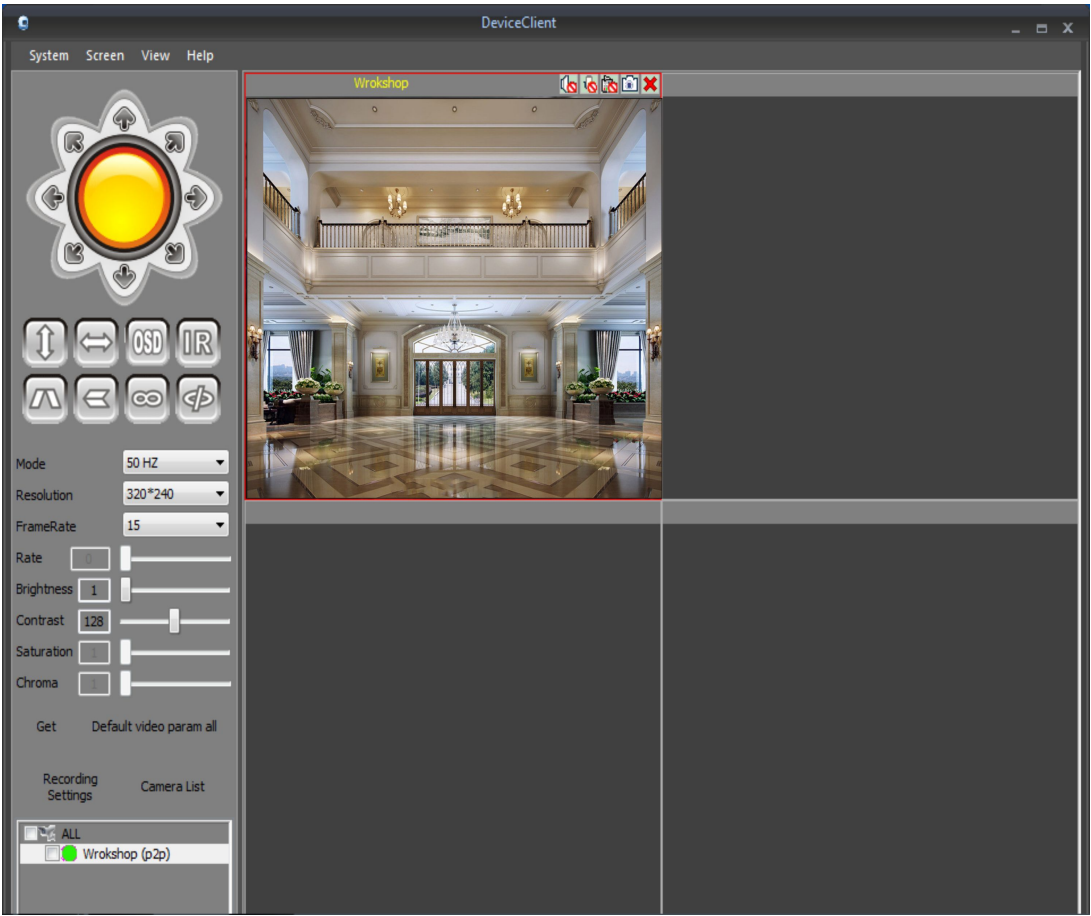 DeviceClient
System Screen View Help
Wrokshop
OSD IR
Mode 50 HZ
Resolution 320*240
FrameRate 15
Rate 0
Brightness 1
Contrast 128
Saturation 1
Chroma 1
Get Default video param all
Recording
Settings
Camera List
ALL
Wrokshop (p2p)